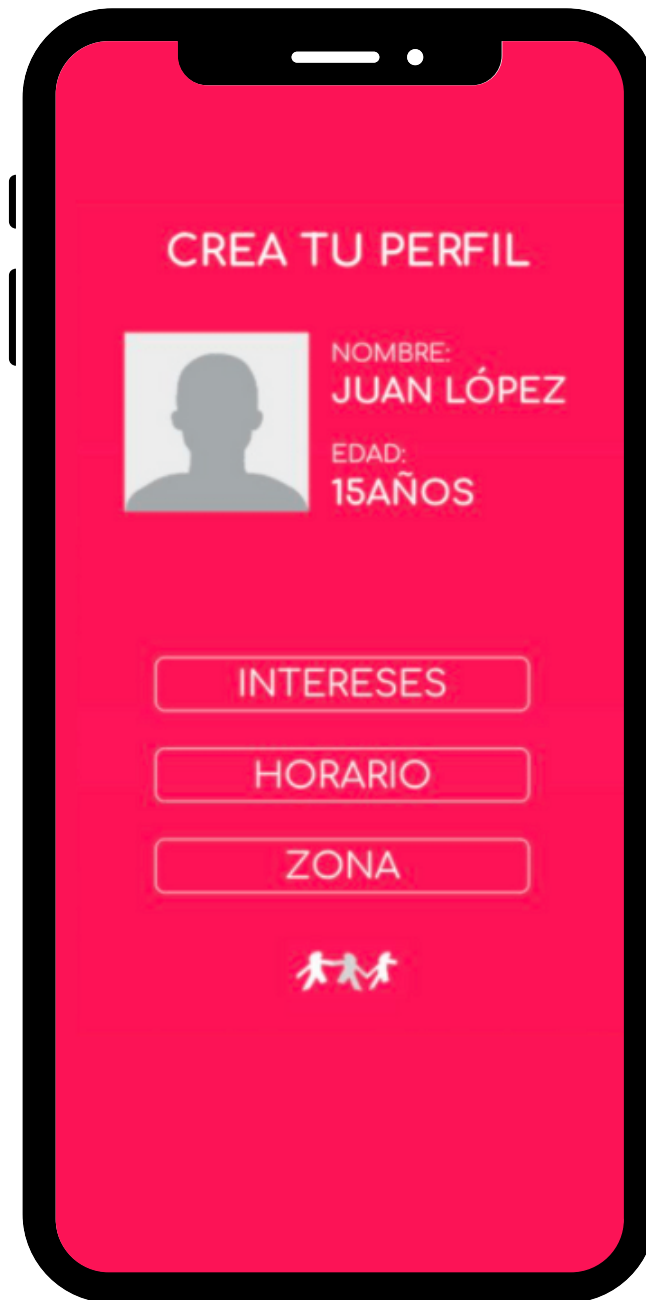 CREA TU PERFIL
NOMBRE:
JUAN LÓPEZ
EDAD:
15AÑOS
INTERESES
HORARIO
ZONA